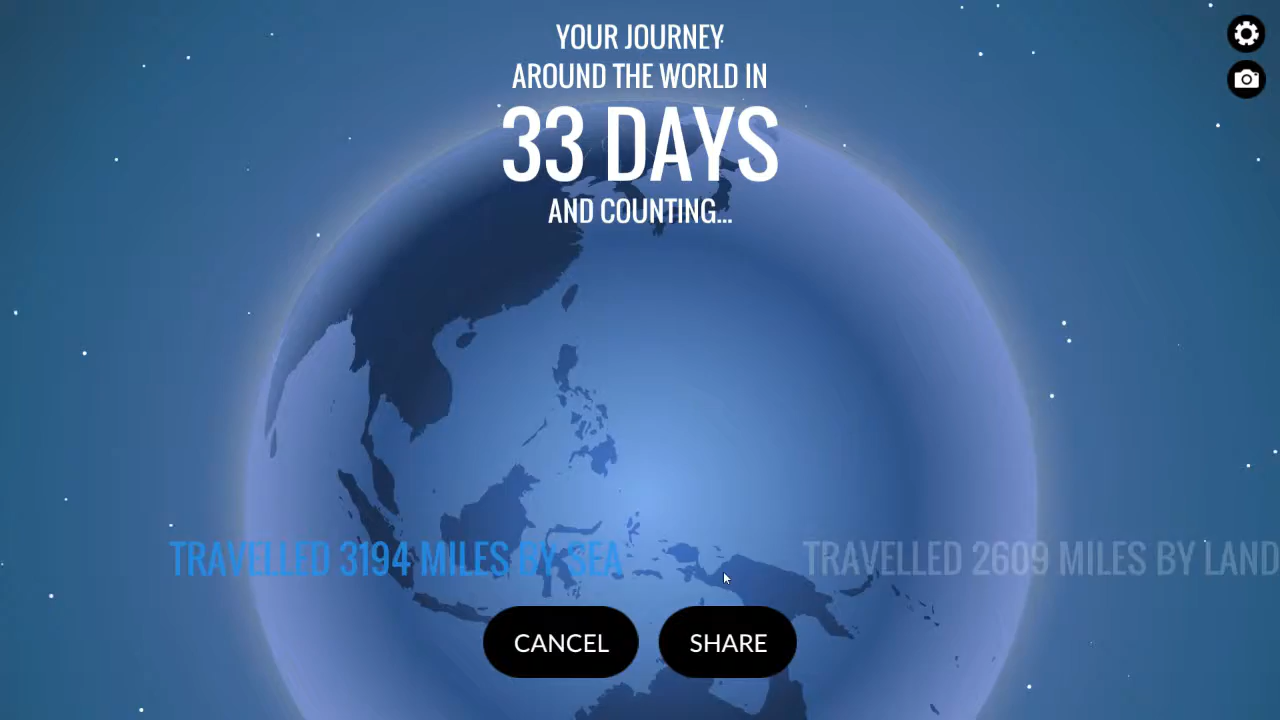 YOUR JOURNEY
AROUND THE WORLD IN
33 DAYS
AND COUNTING...
TRAVELLED 3194 MILES BY SEA
TRAVELLED 2609 MILES BY LAND
CANCEL
SHARE